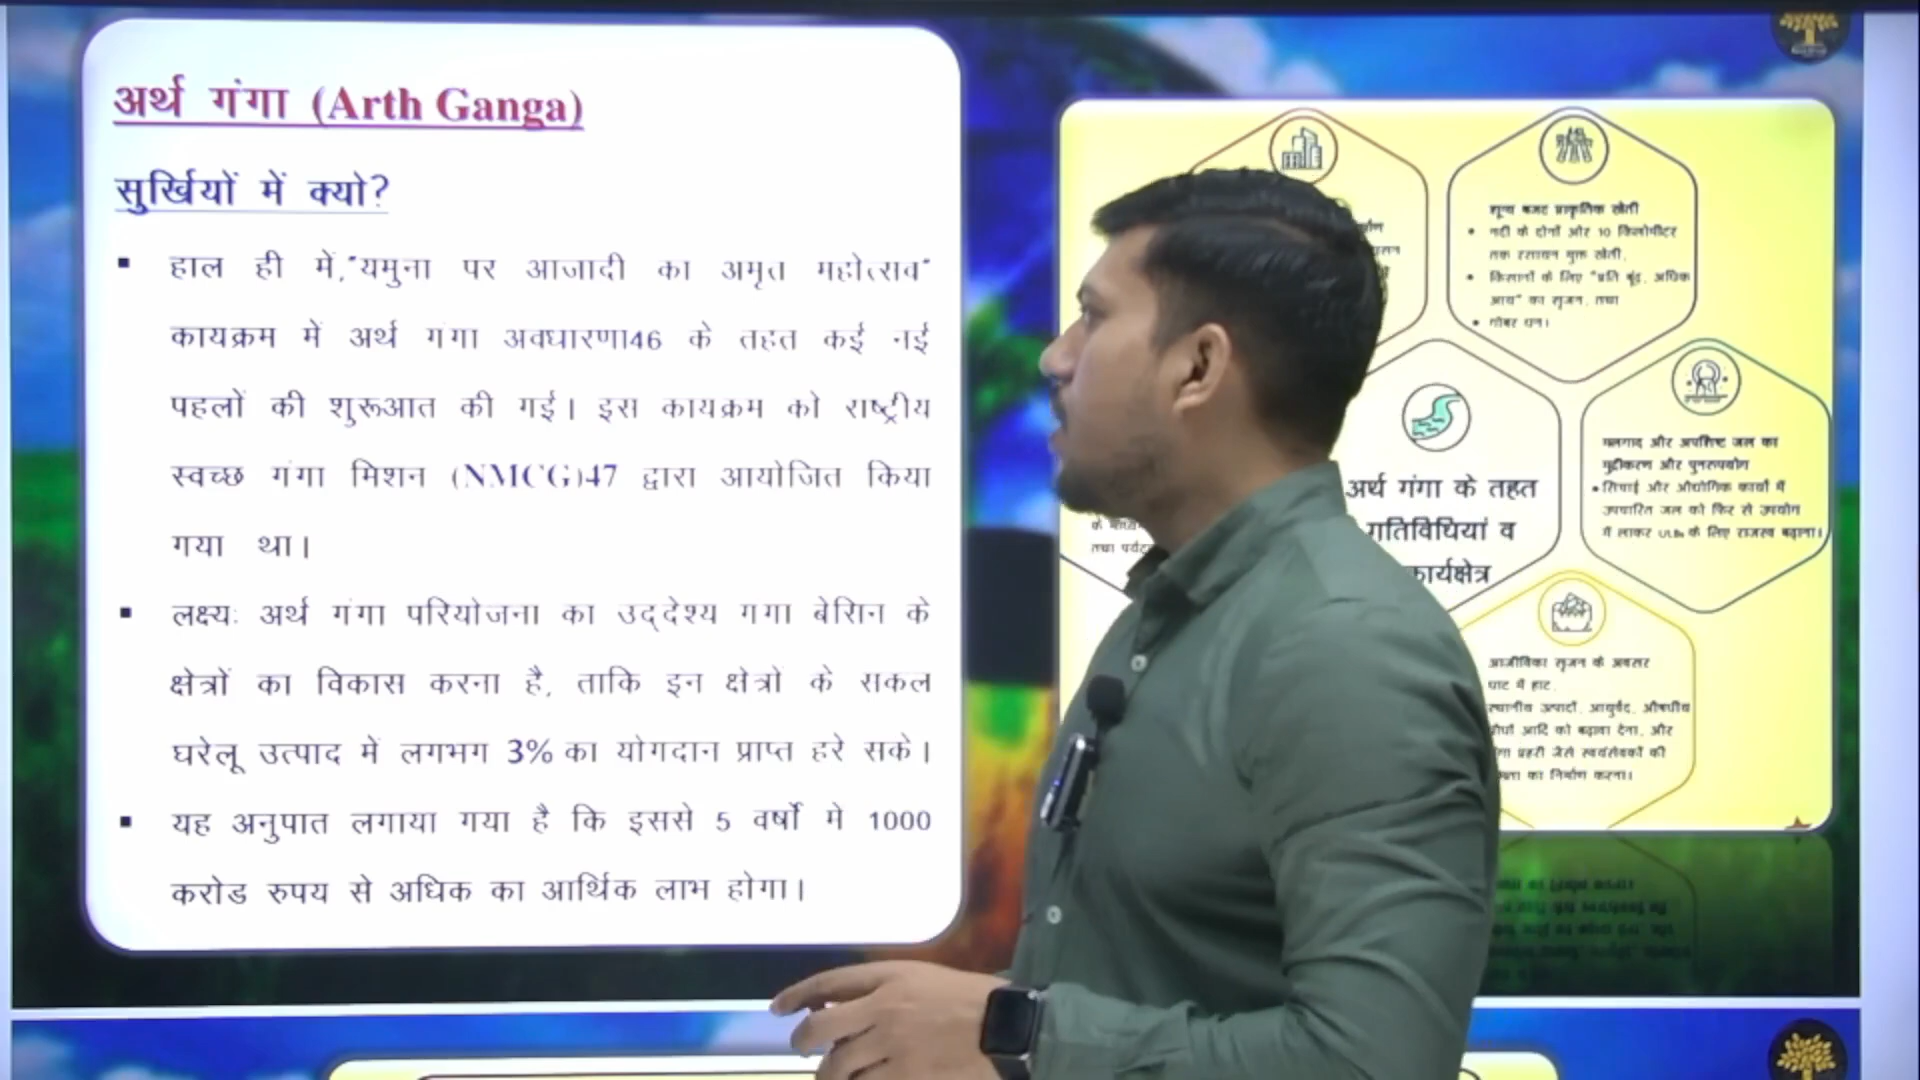 अर्थ गंगा (Arth Ganga)
सुर्खियों में क्यो?
▪ हाल ही में,"यमुना पर आजादी का अमृत महोत्सव"
कायक्रम में अर्थ गंगा अवधारणा46 के तहत कई नई
पहलों की शुरूआत की गई। इस कायक्रम को राष्ट्रीय
स्वच्छ गंगा मिशन (NMCG)47 द्वारा आयोजित किया
गया था।
▪ लक्ष्यः अर्थ गंगा परियोजना का उद्देश्य गगा बेसिन के
क्षेत्रों का विकास करना है, ताकि इन क्षेत्रों के सकल
घरेलू उत्पाद में लगभग 3% का योगदान प्राप्त हरे सके।
▪ यह अनुपात लगाया गया है कि इससे 5 वर्षों मे 1000
करोड रुपय से अधिक का आर्थिक लाभ होगा।
शून्य बजट प्राकृतिक खेती
• नदी के दोनों ओर 10 किलोमीटर
तक रसायन मुक्त खेती,
• किसानों के लिए "प्रति बूंद, अधिक
आय" का सृजन, तथा
• गोबर धन।
अर्थ गंगा के तहत
गतिविधियां व
कार्यक्षेत्र
मलगाद और अपशिष्ट जल का
मुद्रीकरण और पुनरुपयोग
• सिंचाई और औद्योगिक कार्यों में
उपचारित जल को फिर से उपयोग
में लाकर ULBs के लिए राजस्व बढ़ाना।
आजीविका सृजन के अवसर
घाट में हाट,
स्थानीय उत्पादों, आयुर्वेद, औषधीय
आदि को बढ़ावा देना, और
प्रहरी जैसे स्वयंसेवकों की
का निर्माण करना।